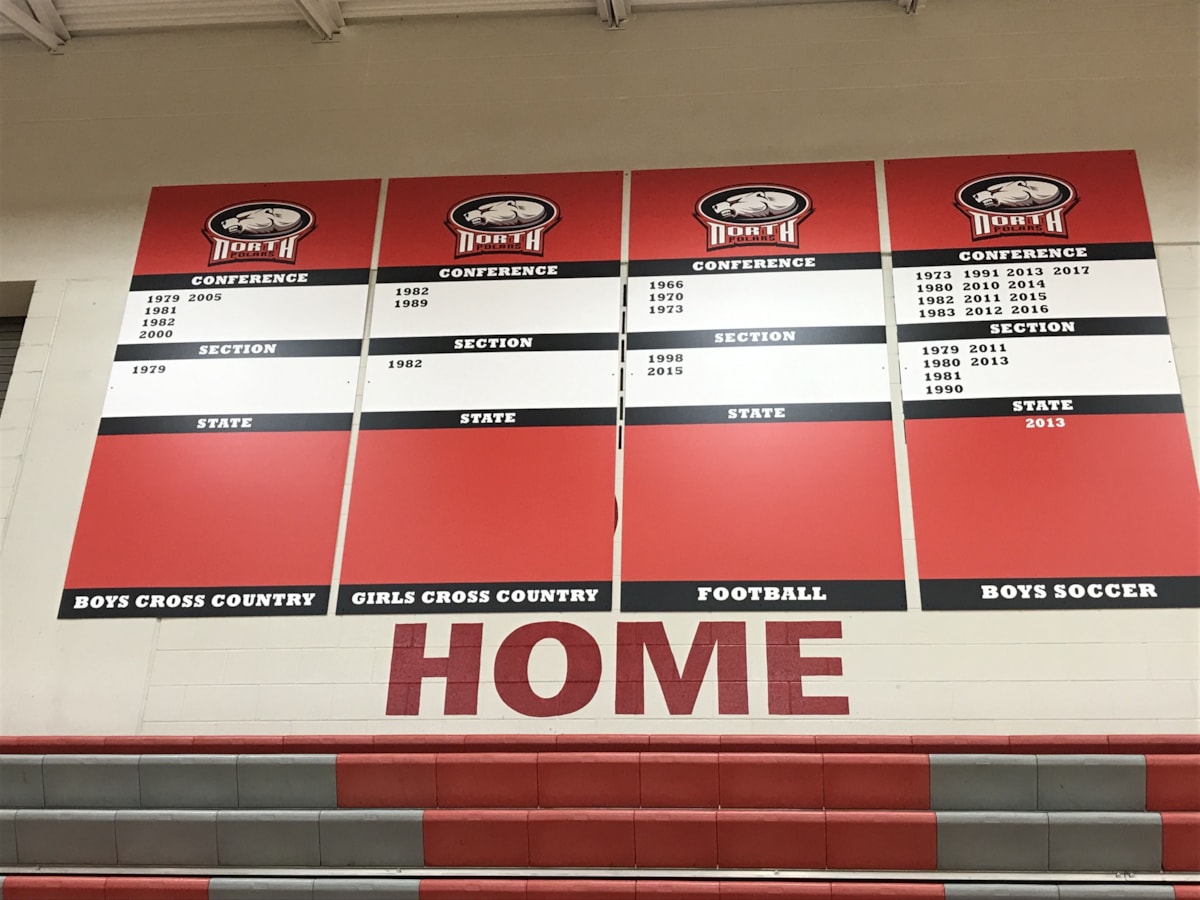 NORTH
POLARS
CONFERENCE
1979 2005
1981
1982
2000
SECTION
1979
STATE
BOYS CROSS COUNTRY
NORTH
POLARS
CONFERENCE
1982
1989
SECTION
1982
STATE
GIRLS CROSS COUNTRY
NORTH
POLARS
CONFERENCE
1966
1970
1973
SECTION
1998
2015
STATE
FOOTBALL
NORTH
POLARS
CONFERENCE
1973 1991 2013 2017
1980 2010 2014
1982 2011 2015
1983 2012 2016
SECTION
1979 2011
1980 2013
1981
1990
STATE
2013
BOYS SOCCER
HOME